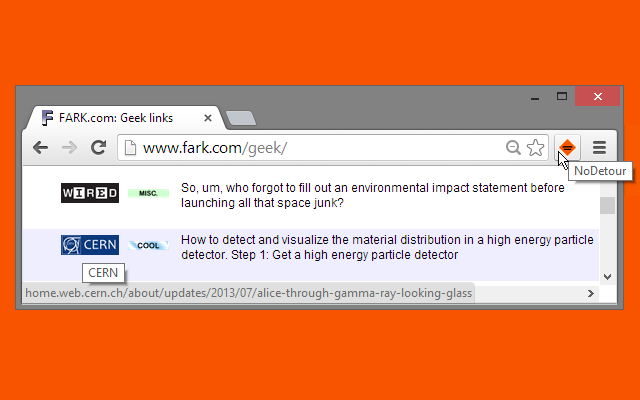 FARK.com: Geek links
www.fark.com/geek/
NoDetour
WIRED
MISC.
So, um, who forgot to fill out an environmental impact statement before
launching all that space junk?
CERN
COOL
How to detect and visualize the material distribution in a high energy particle
detector. Step 1: Get a high energy particle detector
CERN
home.web.cern.ch/about/updates/2013/07/alice-through-gamma-ray-looking-glass